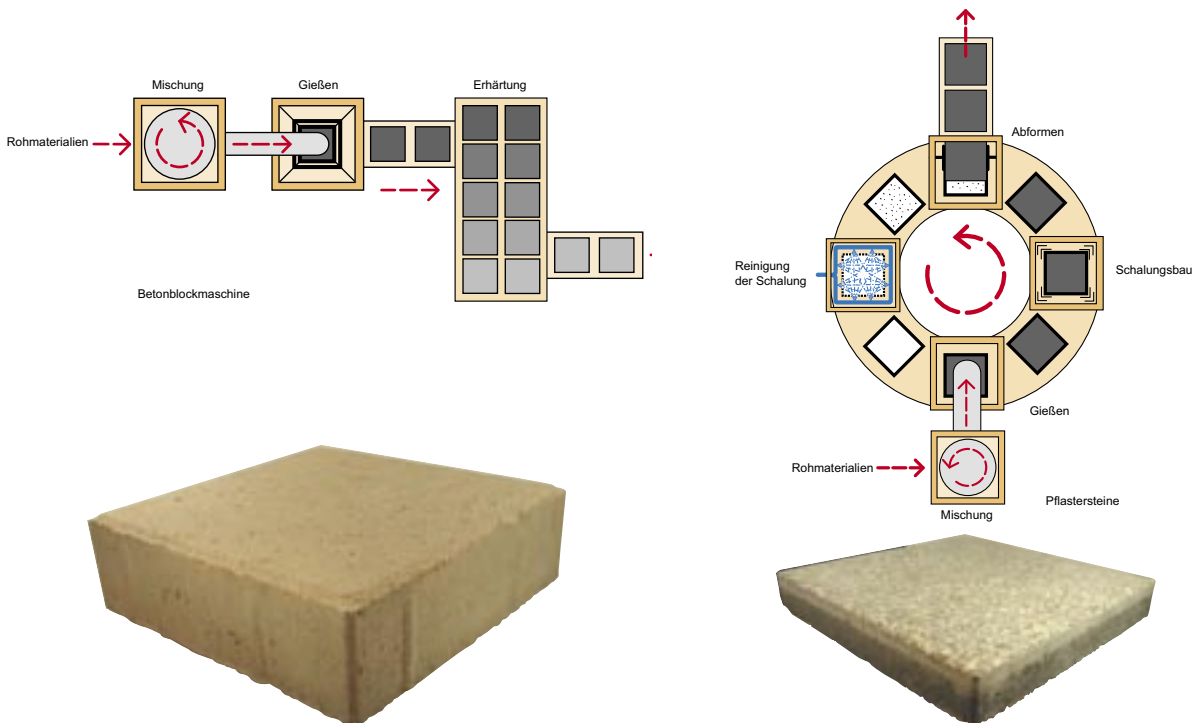 Mischung
Gießen
Erhärtung
Rohmaterialien
Betonblockmaschine
Abformen
Reinigung
der Schalung
Schalungsbau
Gießen
Rohmaterialien
Mischung
Pflastersteine